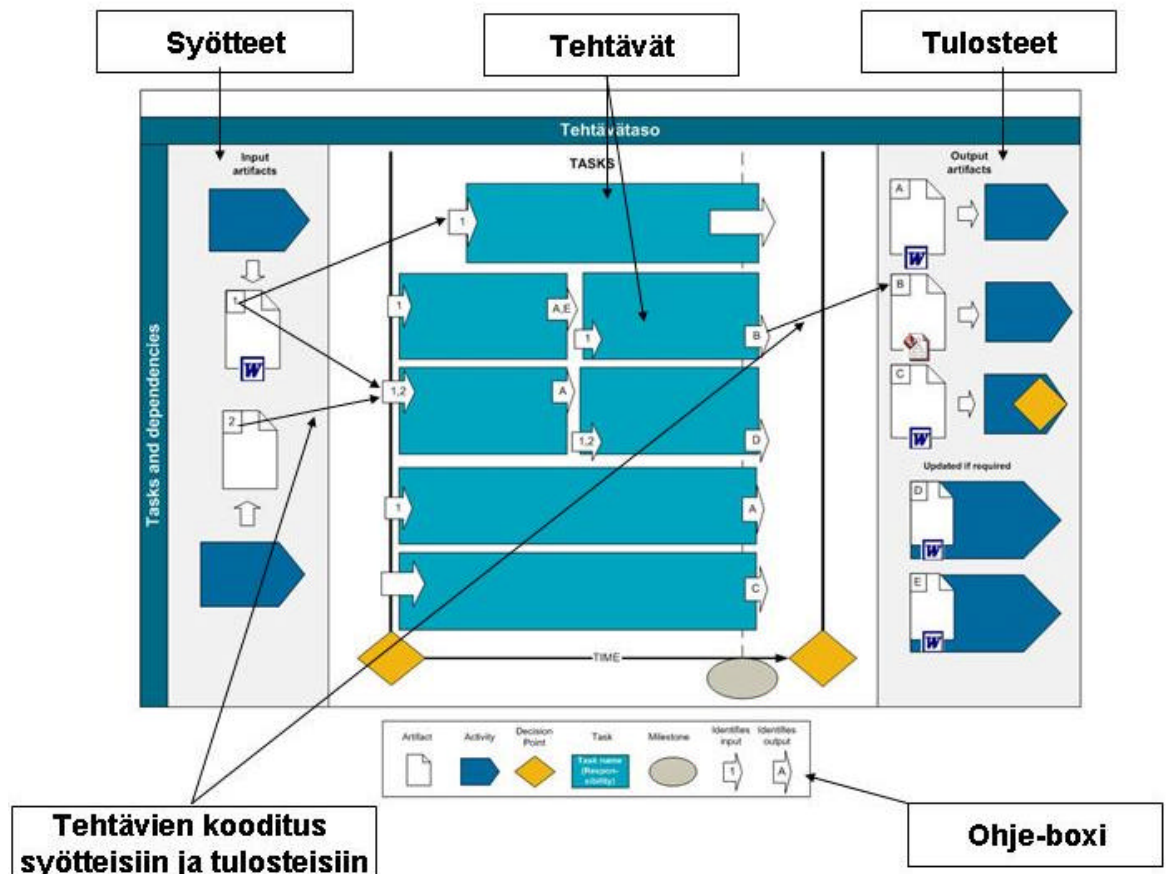 Syötteet
Tehtävät
Tulosteet
Tehtävätaso
Tasks and dependencies
Input
artifacts
TASKS
Output
artifacts
1
A
W
1
W
1
A,E
1
B
B
1,2
A
C
W
2
1,2
D
Updated if required
1
A
D
W
C
E
W
TIME
Artifact
Activity
Decision
Point
Task
Milestone
Identifies
input
Identifies
output
Task name
(Respon-
sibility)
1
A
Tehtävien kooditus
syötteisiin ja tulosteisiin
Ohje-boxi